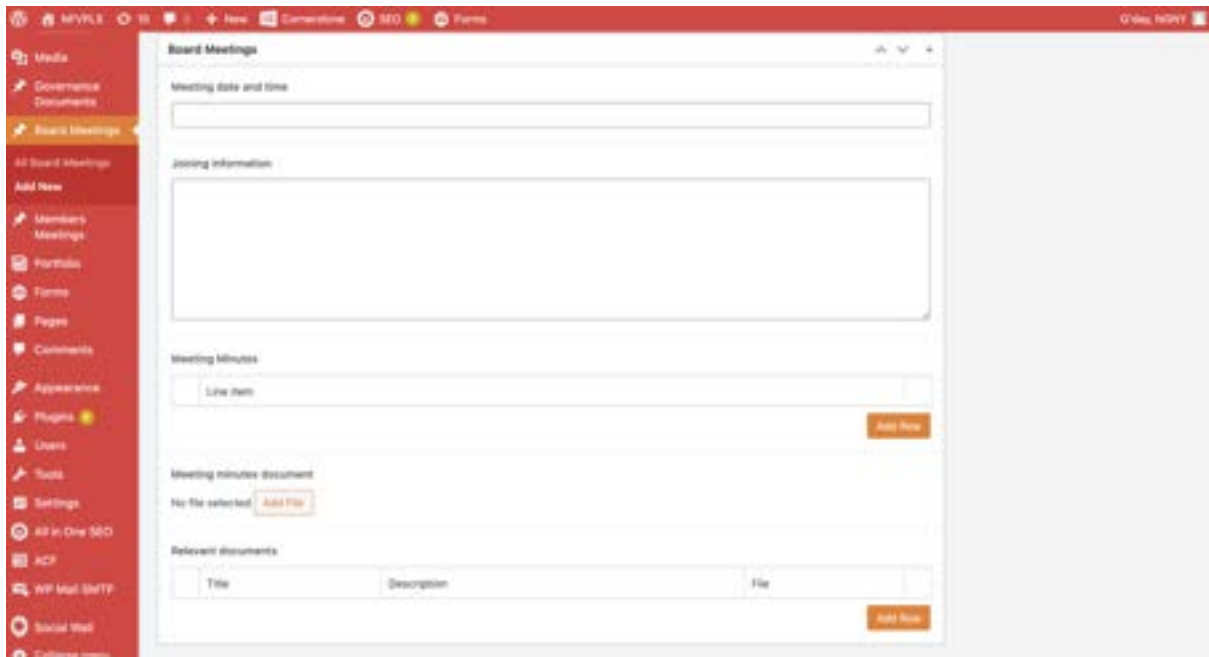 New
Cornerstone
SEO
Forms
G'day, NGNY
Media
Governance
Documents
Board Meetings
All Board Meetings
Add New
Members
Meetings
Portfolio
Forms
Pages
Comments
Appearance
Plugins
Users
Tools
Settings
All in One SEO
ACF
WP Mail SMTP
Social Wall
Collapse menu
Board Meetings
Meeting date and time
Joining information
Meeting Minutes
Line item
Add Row
Meeting minutes document
No file selected Add File
Relevant documents
Title Description File
Add Row